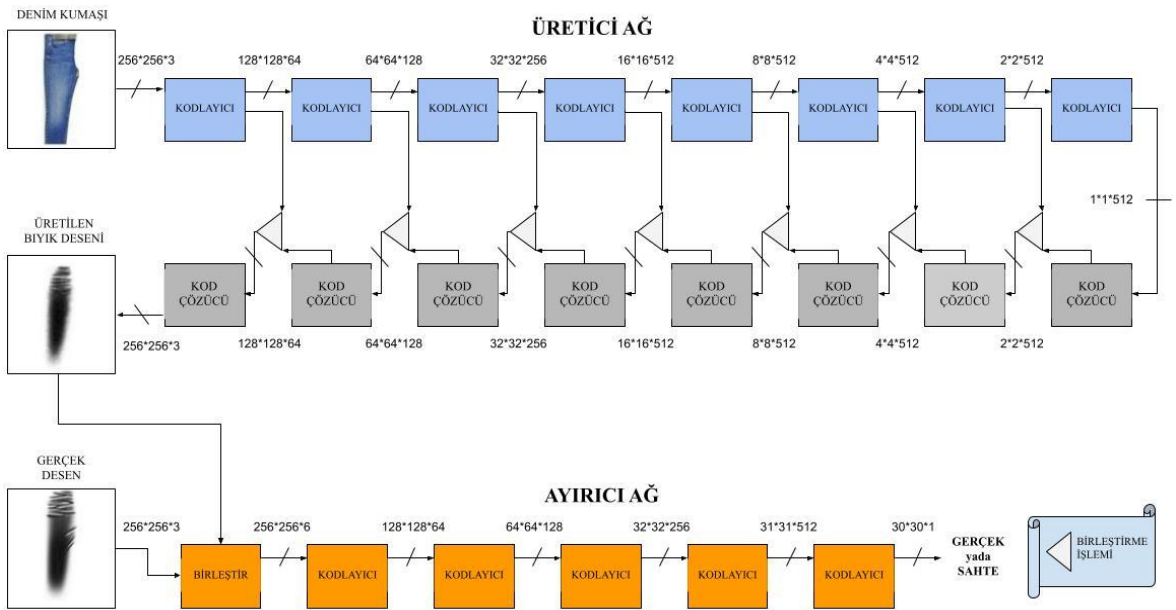 DENİM KUMAŞI
ÜRETİCİ AĞ
256*256*3
128*128*64
64*64*128
32*32*256
16*16*512
8*8*512
4*4*512
2*2*512
KODLAYICI
KODLAYICI
KODLAYICI
KODLAYICI
KODLAYICI
KODLAYICI
KODLAYICI
KODLAYICI
1*1*512
ÜRETİLEN
BIYIK DESENİ
KOD
ÇÖZÜCÜ
KOD
ÇÖZÜCÜ
KOD
ÇÖZÜCÜ
KOD
ÇÖZÜCÜ
KOD
ÇÖZÜCÜ
KOD
ÇÖZÜCÜ
KOD
ÇÖZÜCÜ
KOD
ÇÖZÜCÜ
256*256*3
128*128*64
64*64*128
32*32*256
16*16*512
8*8*512
4*4*512
2*2*512
GERÇEK
DESEN
AYIRICI AĞ
256*256*3
256*256*6
128*128*64
64*64*128
32*32*256
31*31*512
30*30*1
BİRLEŞTİR
KODLAYICI
KODLAYICI
KODLAYICI
KODLAYICI
KODLAYICI
GERÇEK
yada
SAHTE
BİRLEŞTİRME
İŞLEMİ